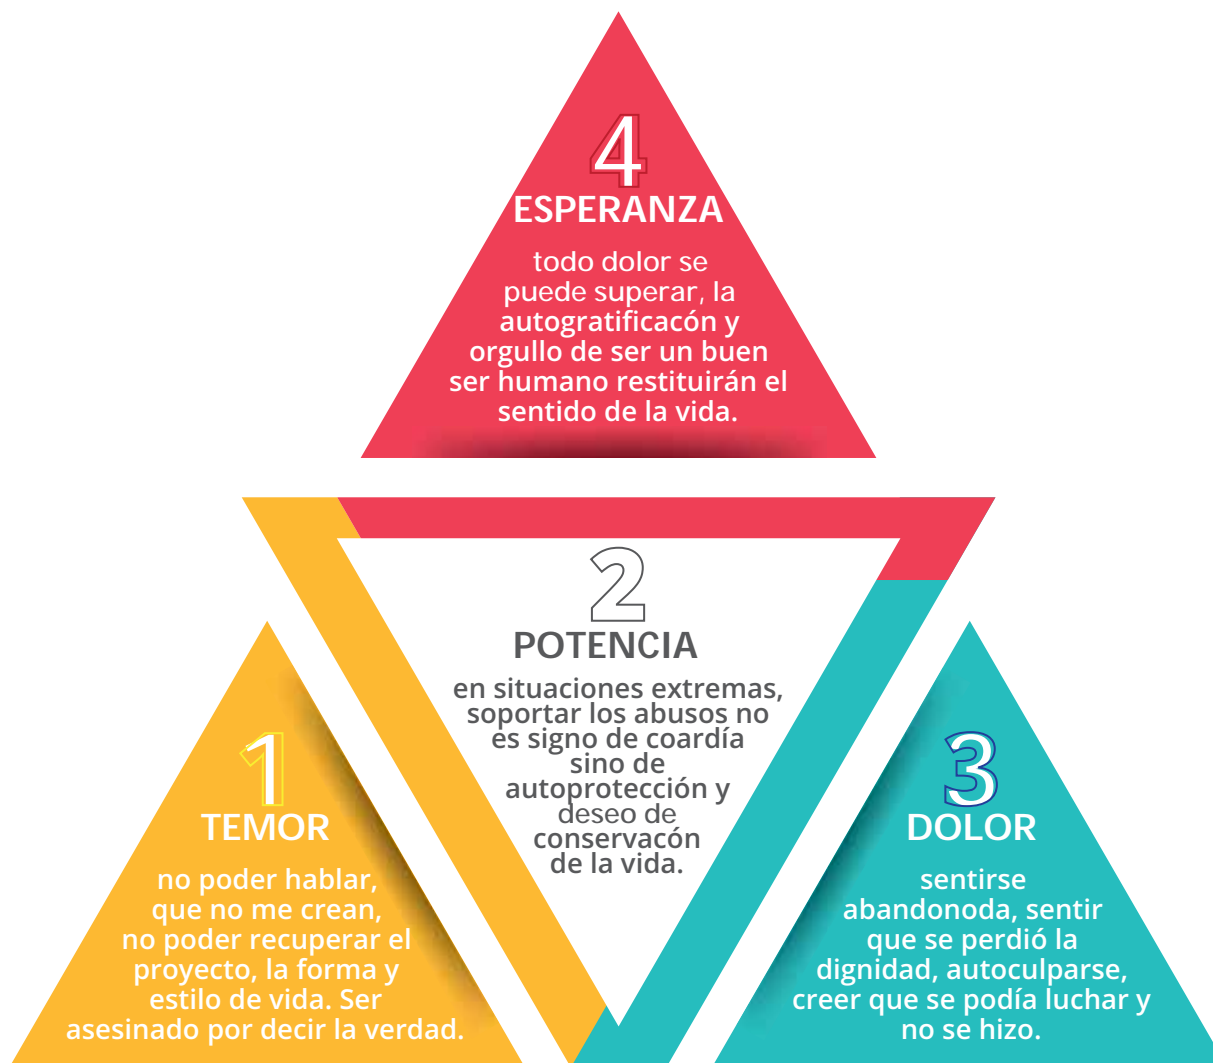 4
ESPERANZA
todo dolor se
puede superar, la
autogratificacón y
orgullo de ser un buen
ser humano restituirán el
sentido de la vida.
2
POTENCIA
en situaciones extremas,
soportar los abusos no
es signo de coardía
sino de
autoprotección y
deseo de
conservacón
de la vida.
1
TEMOR
no poder hablar,
que no me crean,
no poder recuperar el
proyecto, la forma y
estilo de vida. Ser
asesinado por decir la verdad.
3
DOLOR
sentirse
abandonoda, sentir
que se perdió la
dignidad, autoculparse,
creer que se podía luchar y
no se hizo.